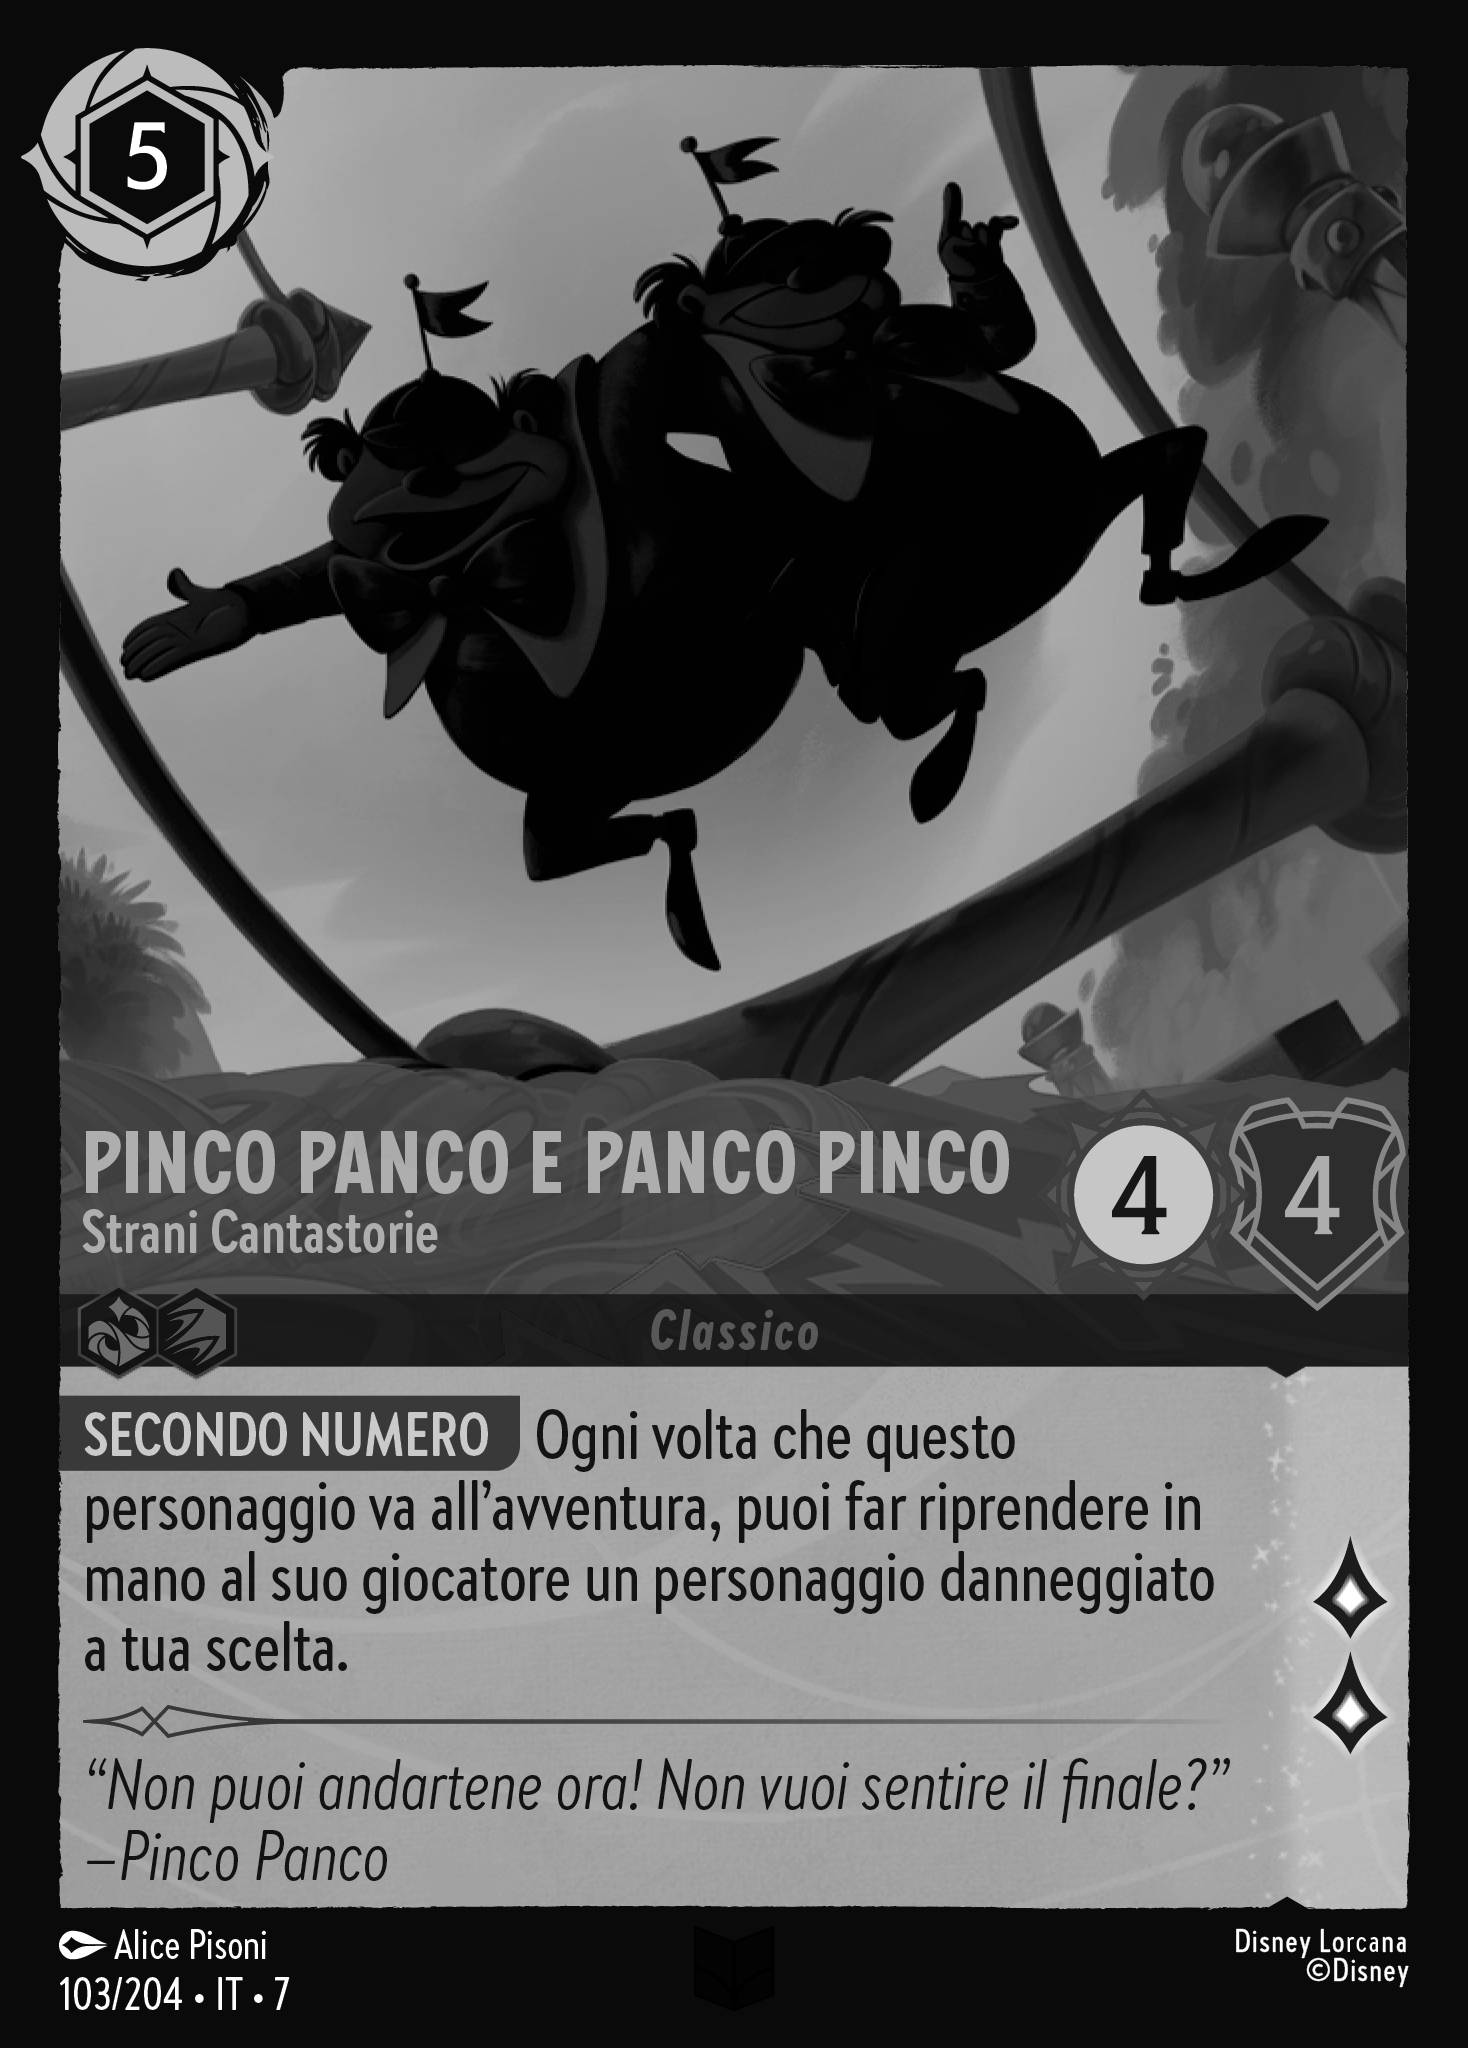 5
PINCO PANCO E PANCO PINCO
Strani Cantastorie
4
4
Classico
SECONDO NUMERO Ogni volta che questo
personaggio va all’avventura, puoi far riprendere in
mano al suo giocatore un personaggio danneggiato
a tua scelta.
“Non puoi andartene ora! Non vuoi sentire il finale?”
–Pinco Panco
Alice Pisoni
103/204 • IT • 7
Disney Lorcana
©Disney